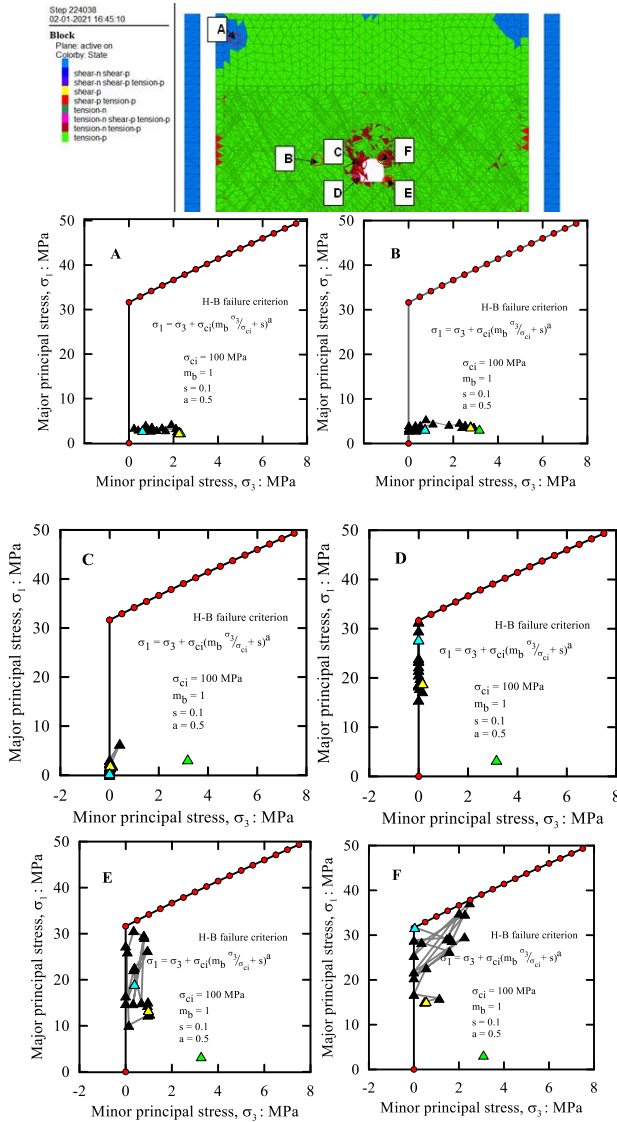 Step 224038
02-01-2021 16:45:10
Block
Plane: active on
Colorby: State
shear-n shear-p
shear-n shear-p tension-p
shear-p
shear-p tension-p
tension-n
tension-n shear-p tension-p
tension-n tension-p
tension-p
A
B
C
F
D
E
Major principal stress, σ1 : MPa
50
40
30
20
10
0
A
H-B failure criterion
σ1 = σ3 + σci(mb σ3/σci + s)a
σci = 100 MPa
mb = 1
s = 0.1
a = 0.5
-2 0 2 4 6 8
Minor principal stress, σ3 : MPa
Major principal stress, σ1 : MPa
50
40
30
20
10
0
B
H-B failure criterion
σ1 = σ3 + σci(mb σ3/σci + s)a
σci = 100 MPa
mb = 1
s = 0.1
a = 0.5
-2 0 2 4 6 8
Minor principal stress, σ3 : MPa
Major principal stress, σ1 : MPa
50
40
30
20
10
0
C
H-B failure criterion
σ1 = σ3 + σci(mb σ3/σci + s)a
σci = 100 MPa
mb = 1
s = 0.1
a = 0.5
-2 0 2 4 6 8
Minor principal stress, σ3 : MPa
Major principal stress, σ1 : MPa
50
40
30
20
10
0
D
H-B failure criterion
σ1 = σ3 + σci(mb σ3/σci + s)a
σci = 100 MPa
mb = 1
s = 0.1
a = 0.5
-2 0 2 4 6 8
Minor principal stress, σ3 : MPa
Major principal stress, σ1 : MPa
50
40
30
20
10
0
E
H-B failure criterion
σ1 = σ3 + σci(mb σ3/σci + s)a
σci = 100 MPa
mb = 1
s = 0.1
a = 0.5
-2 0 2 4 6 8
Minor principal stress, σ3 : MPa
Major principal stress, σ1 : MPa
50
40
30
20
10
0
F
H-B failure criterion
σ1 = σ3 + σci(mb σ3/σci + s)a
σci = 100 MPa
mb = 1
s = 0.1
a = 0.5
-2 0 2 4 6 8
Minor principal stress, σ3 : MPa